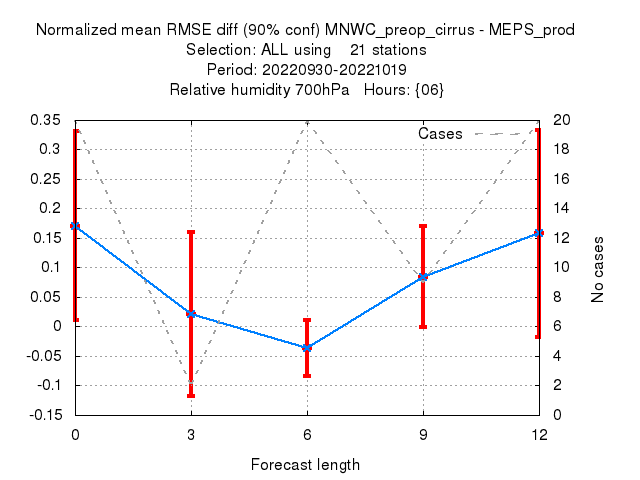 Normalized mean RMSE diff (90% conf) MNWC_preop_cirrus - MEPS_prod
Selection: ALL using 21 stations
Period: 20220930-20221019
Relative humidity 700hPa Hours: {06}
Cases
0.35
0.3
0.25
0.2
0.15
0.1
0.05
0
-0.05
-0.1
-0.15
20
18
16
14
12
10
8
6
4
2
0
No cases
0 3 6 9 12
Forecast length